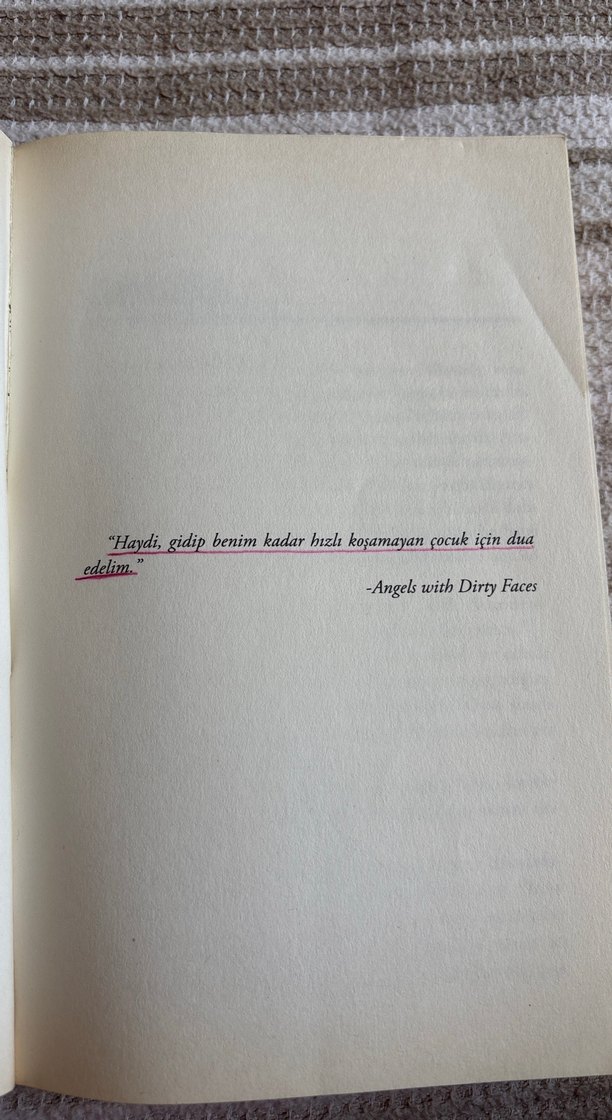 “Haydi, gidip benim kadar hızlı koşamayan çocuk için dua
edelim.”
-Angels with Dirty Faces